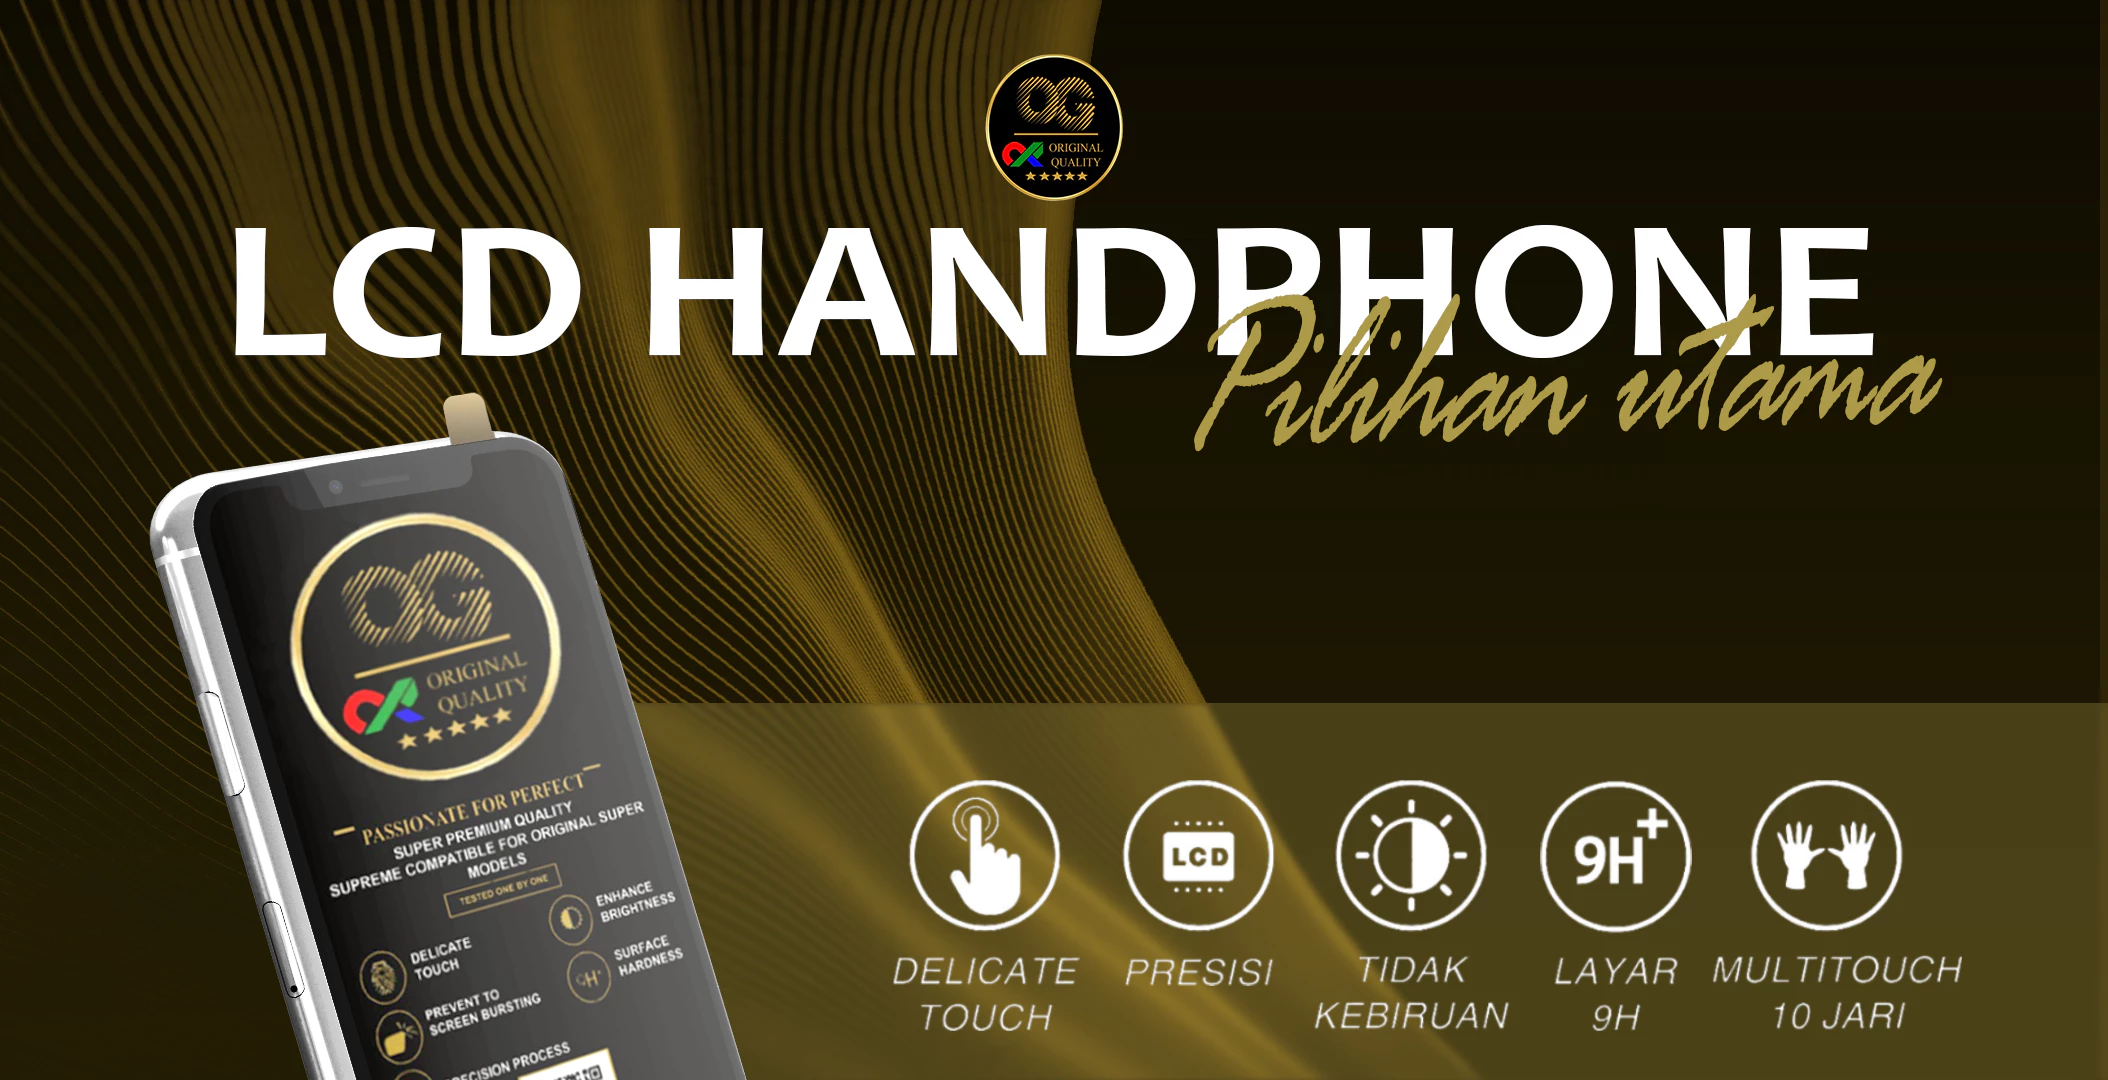 OG
ORIGINAL
QUALITY
LCD HANDPHONE
Pilihan utama
OG
ORIGINAL
QUALITY
PASSIONATE FOR PERFECT
SUPER PREMIUM QUALITY
SUPREME COMPATIBLE FOR ORIGINAL SUPER
MODELS
TESTED ONE BY ONE
ENHANCE
BRIGHTNESS
DELICATE
TOUCH
9H+
SURFACE
HARDNESS
PREVENT TO
SCREEN BURSTING
PROCESS
LCD
9H+
DELICATE
TOUCH
PRESISI
TIDAK
KEBIRUAN
LAYAR
9H
MULTITOUCH
10 JARI